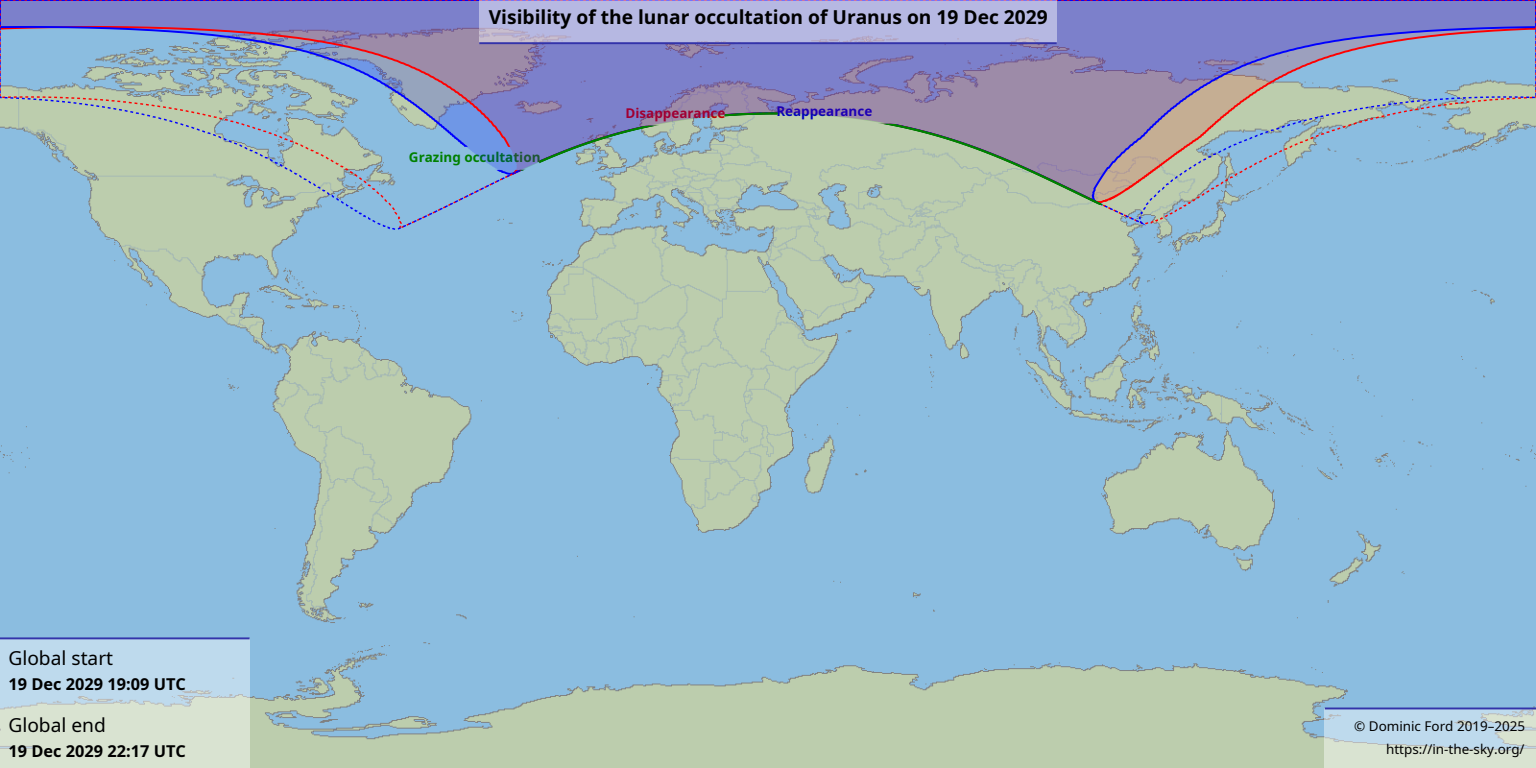 Visibility of the lunar occultation of Uranus on 19 Dec 2029
Disappearance
Reappearance
Grazing occultation
Global start
19 Dec 2029 19:09 UTC
Global end
19 Dec 2029 22:17 UTC
© Dominic Ford 2019–2025
https://in-the-sky.org/